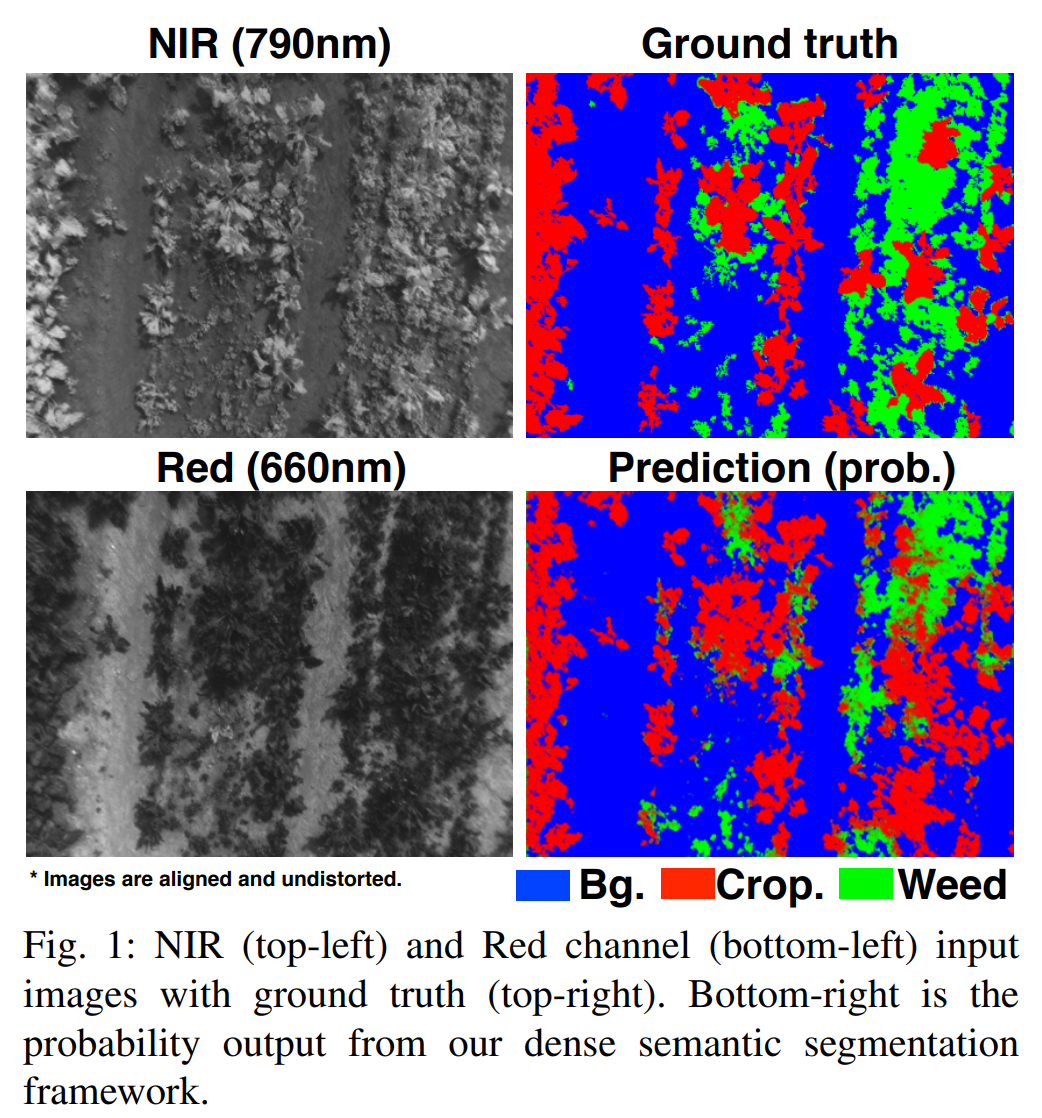 NIR (790nm)
Ground truth
Red (660nm)
Prediction (prob.)
* Images are aligned and undistorted.
Bg. Crop. Weed
Fig. 1: NIR (top-left) and Red channel (bottom-left) input
images with ground truth (top-right). Bottom-right is the
probability output from our dense semantic segmentation
framework.